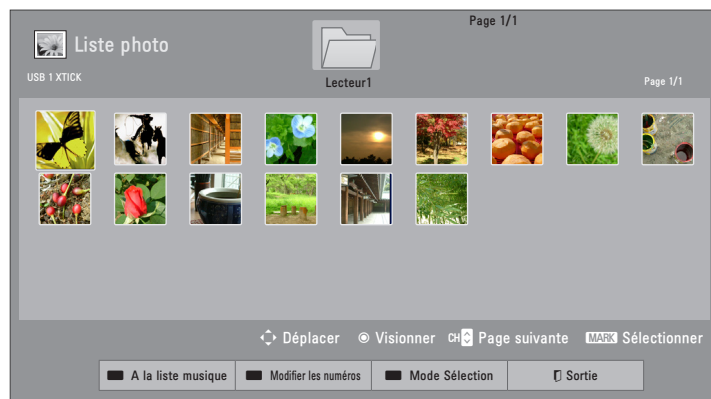 Page 1/1
Liste photo
USB 1 XTICK
Lecteur1
Page 1/1
Déplacer Visionner CH Page suivante MARK Sélectionner
A la liste musique Modifier les numéros Mode Sélection Sortie